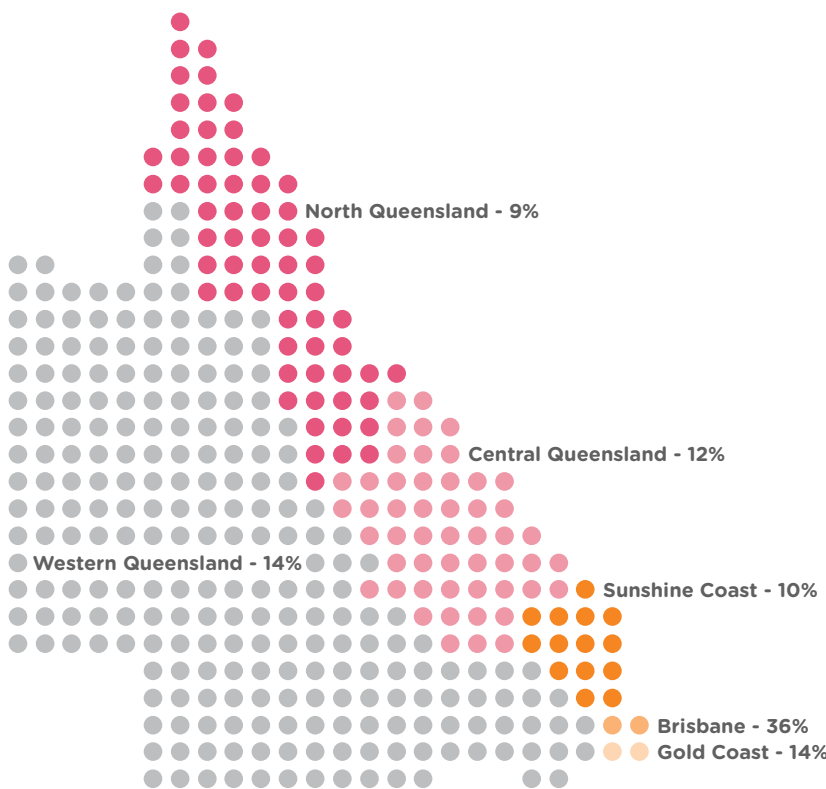 North Queensland - 9%
Central Queensland - 12%
Western Queensland - 14%
Sunshine Coast - 10%
Brisbane - 36%
Gold Coast - 14%